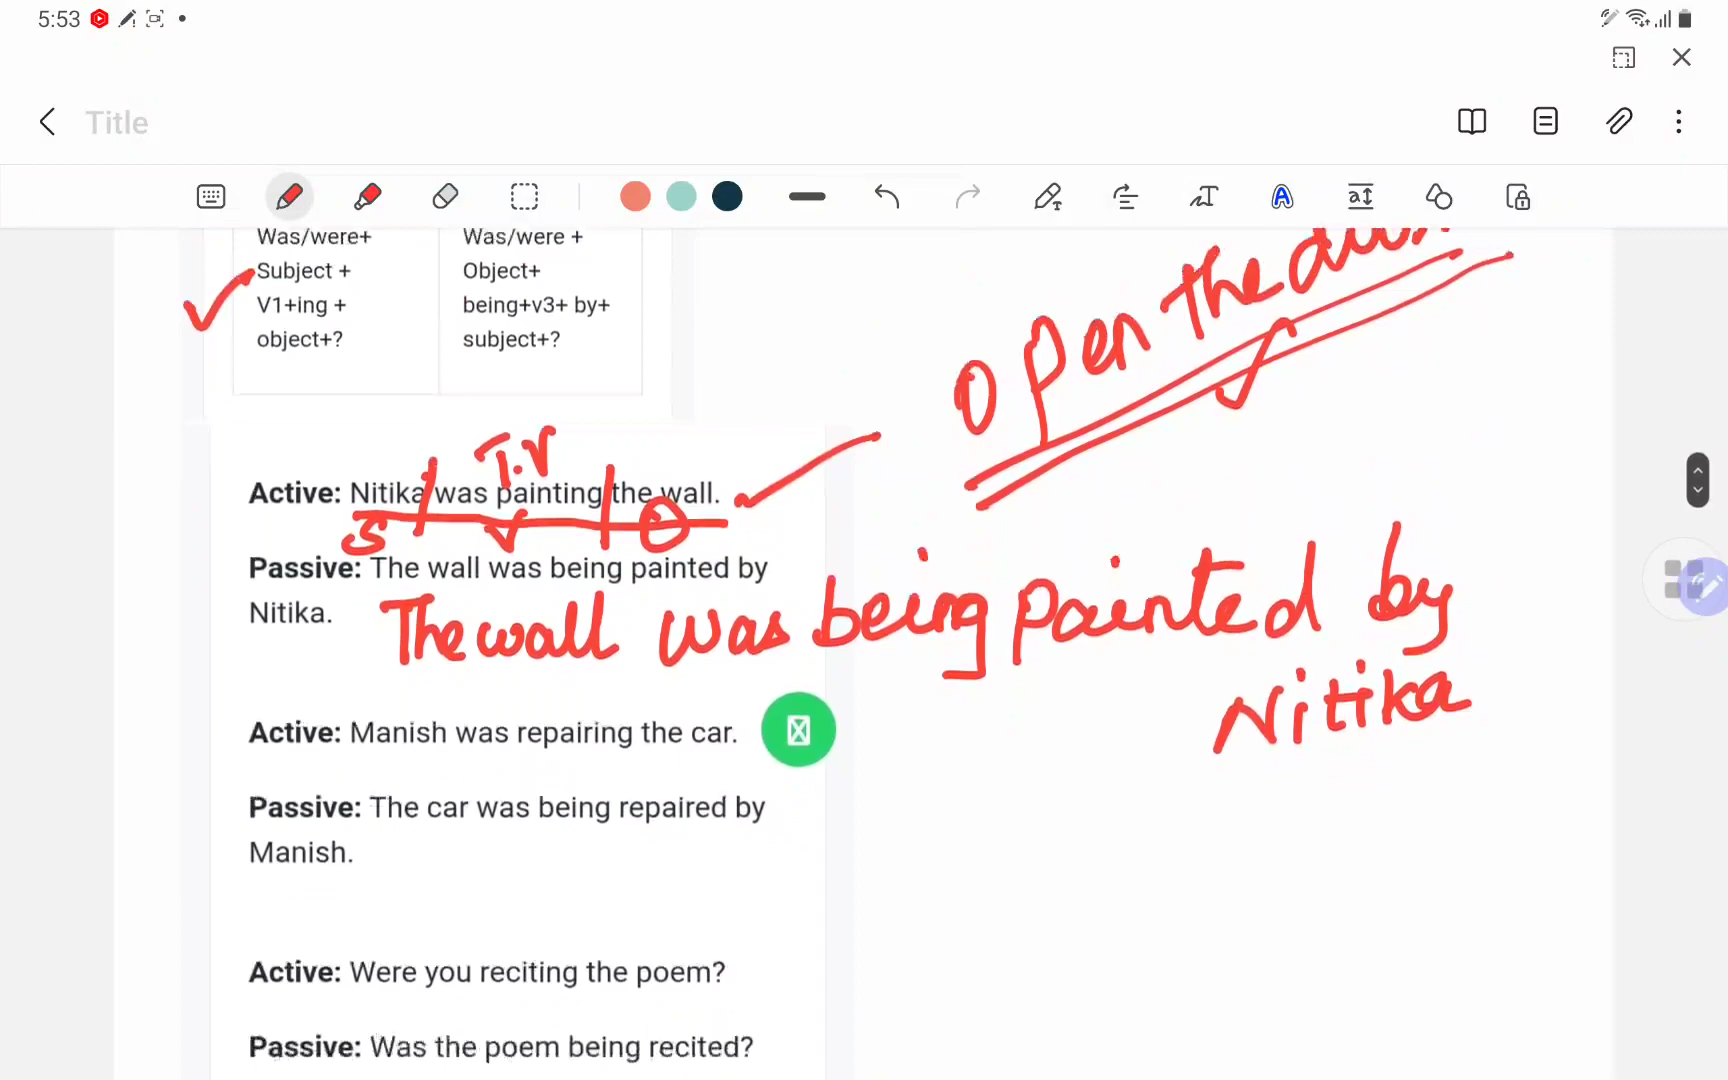 5:53
Title
Was/were+
Subject +
V1+ing +
object+?
Was/were +
Object+
being+v3+ by+
subject+?
Open the door
T.V
Active: Nitika was painting the wall.
S V O
Passive: The wall was being painted by
Nitika.
The wall was being painted by
Nitika
Active: Manish was repairing the car.
Passive: The car was being repaired by
Manish.
Active: Were you reciting the poem?
Passive: Was the poem being recited?